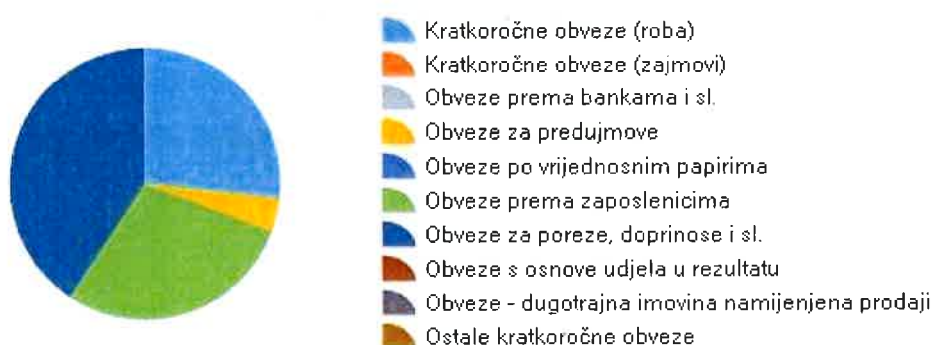 Kratkoročne obveze (roba)
Kratkoročne obveze (zajmovi)
Obveze prema bankama i sl.
Obveze za predujmove
Obveze po vrijednosnim papirima
Obveze prema zaposlenicima
Obveze za poreze, doprinose i sl.
Obveze s osnove udjela u rezultatu
Obveze - dugotrajna imovina namijenjena prodaji
Ostale kratkoročne obveze